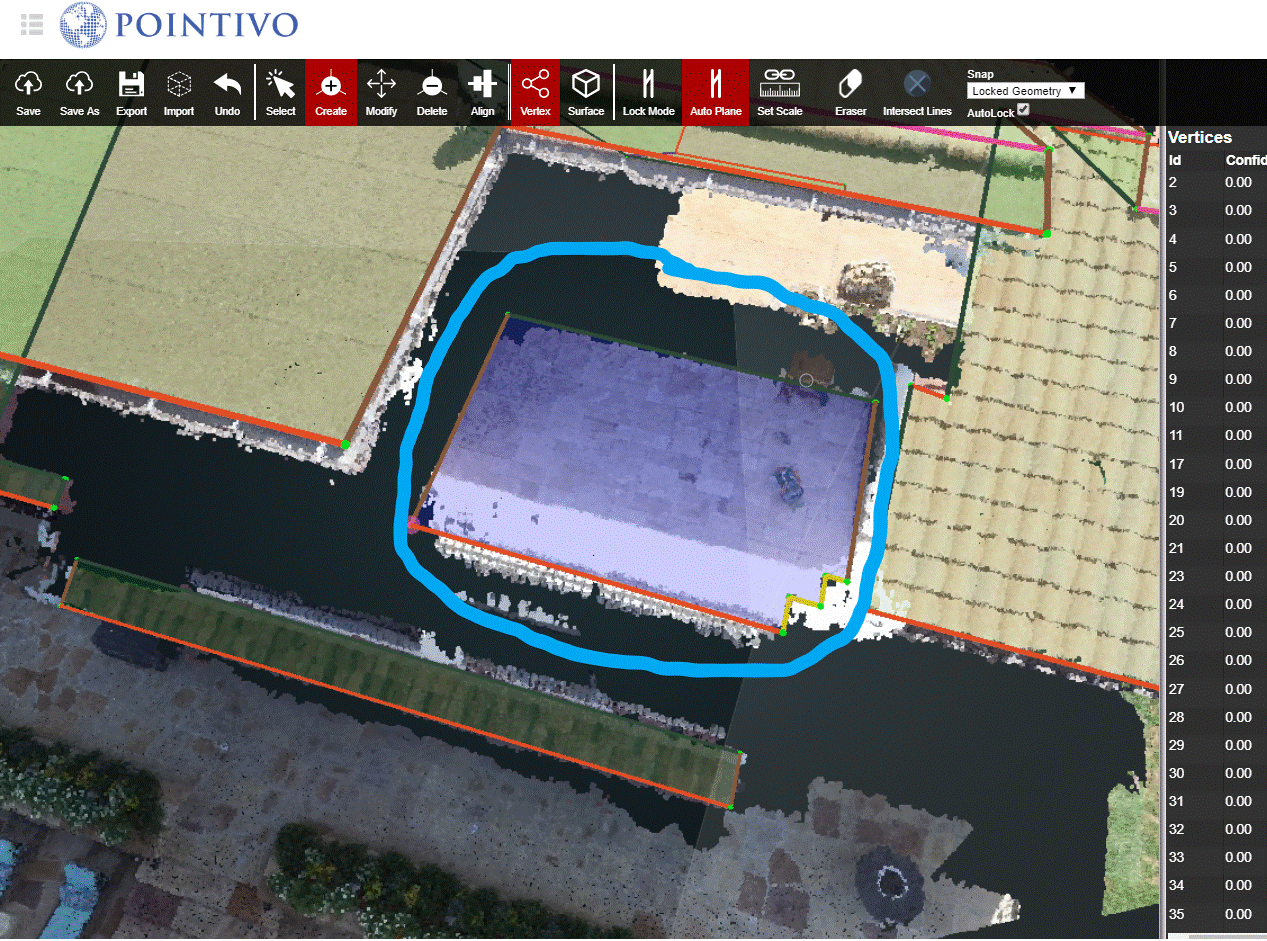 POINTIVO
Save
Save As
Export
Import
Undo
Select
Create
Modify
Delete
Align
Vertex
Surface
Lock Mode
Auto Plane
Set Scale
Eraser
Intersect Lines
Snap
Locked Geometry ▼
AutoLock
Vertices
Id Confid
2 0.00
3 0.00
4 0.00
5 0.00
6 0.00
7 0.00
8 0.00
9 0.00
10 0.00
11 0.00
17 0.00
19 0.00
20 0.00
21 0.00
23 0.00
24 0.00
25 0.00
26 0.00
27 0.00
28 0.00
29 0.00
30 0.00
31 0.00
32 0.00
33 0.00
34 0.00
35 0.00